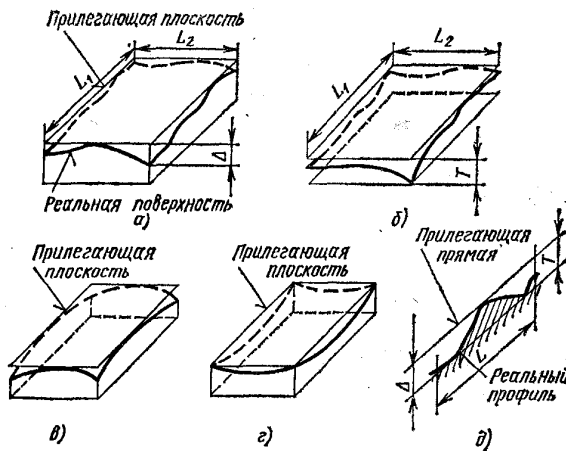 Прилегающая плоскость
L₂
L₁
Δ
Реальная поверхность
а)
L₂
L₁
T
б)
Прилегающая
плоскость
в)
Прилегающая
плоскость
г)
Прилегающая
прямая
T
L
Δ
Реальный
профиль
д)